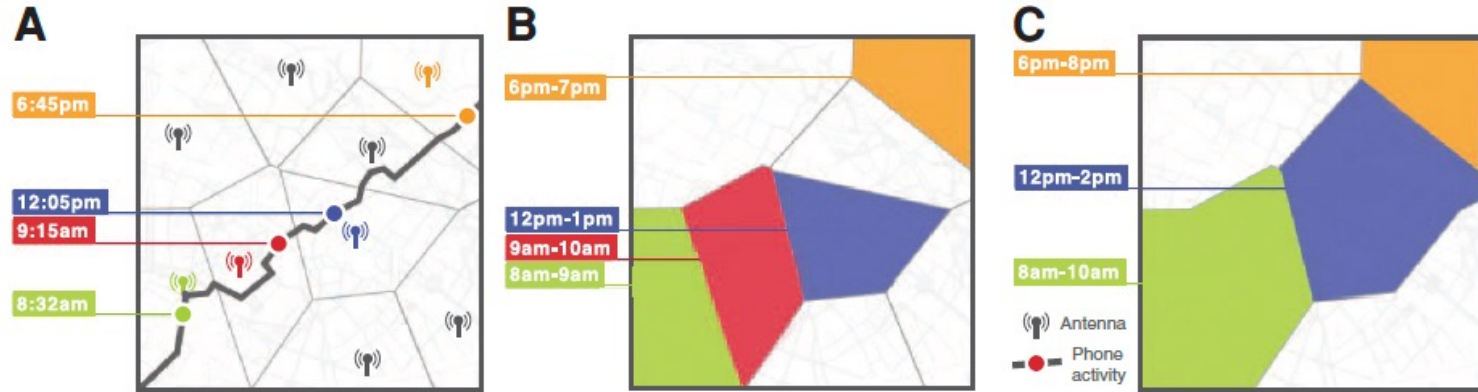 A
6:45pm
12:05pm
9:15am
8:32am
B
6pm-7pm
12pm-1pm
9am-10am
8am-9am
C
6pm-8pm
12pm-2pm
8am-10am
Antenna
Phone
activity